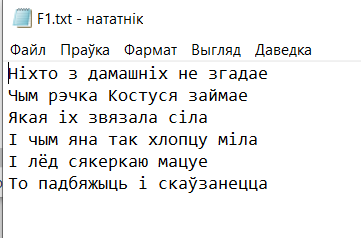 F1.txt - нататнік
Файл Праўка Фармат Выгляд Даведка
Ніхто з дамашніх не згадае
Чым рэчка Костуся займае
Якая іх звязала сіла
І чым яна так хлопцу міла
І лёд сякеркаю мацуе
То падбяжыць і скаўзанецца